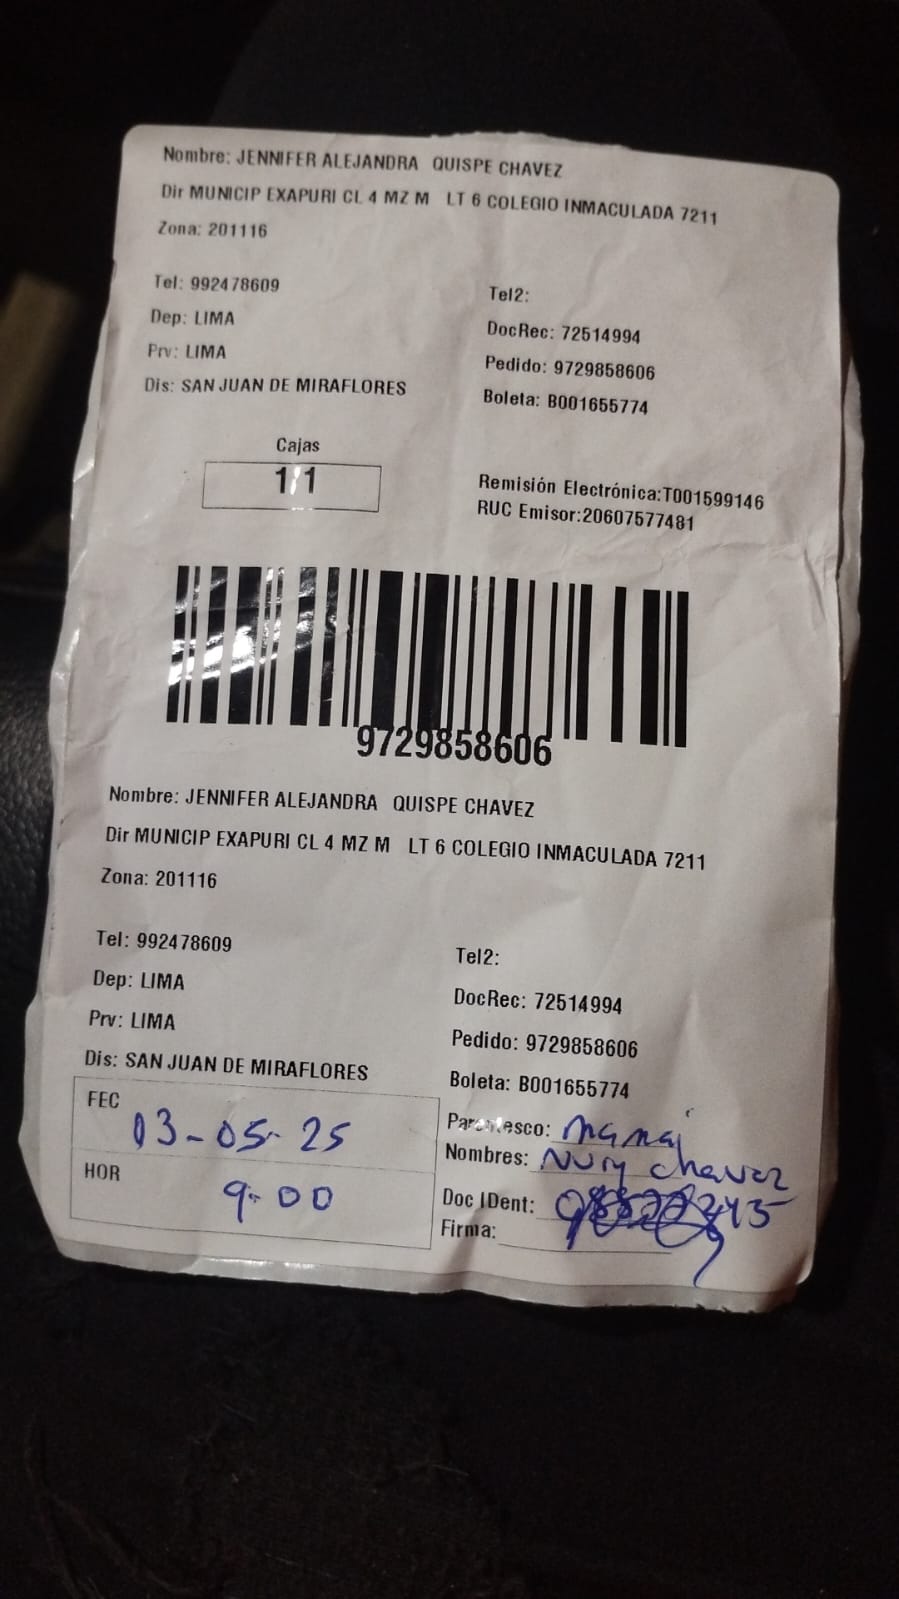 Nombre: JENNIFER ALEJANDRA QUISPE CHAVEZ
Dir MUNICIP EXAPURI CL 4 MZ M LT 6 COLEGIO INMACULADA 7211
Zona: 201116
Tel: 992478609
Tel2:
Dep: LIMA
DocRec: 72514994
Prv: LIMA
Pedido: 9729858606
Dis: SAN JUAN DE MIRAFLORES
Boleta: B001655774
Cajas
1/1
Remisión Electrónica:T001599146
RUC Emisor:20607577481
9729858606
Nombre: JENNIFER ALEJANDRA QUISPE CHAVEZ
Dir MUNICIP EXAPURI CL 4 MZ M LT 6 COLEGIO INMACULADA 7211
Zona: 201116
Tel: 992478609
Tel2:
Dep: LIMA
DocRec: 72514994
Prv: LIMA
Pedido: 9729858606
Dis: SAN JUAN DE MIRAFLORES
Boleta: B001655774
FEC 03-05-25
Parentesco: mamá
Nombres: Nury chavez
HOR 9:00
Doc IDent:
Firma: